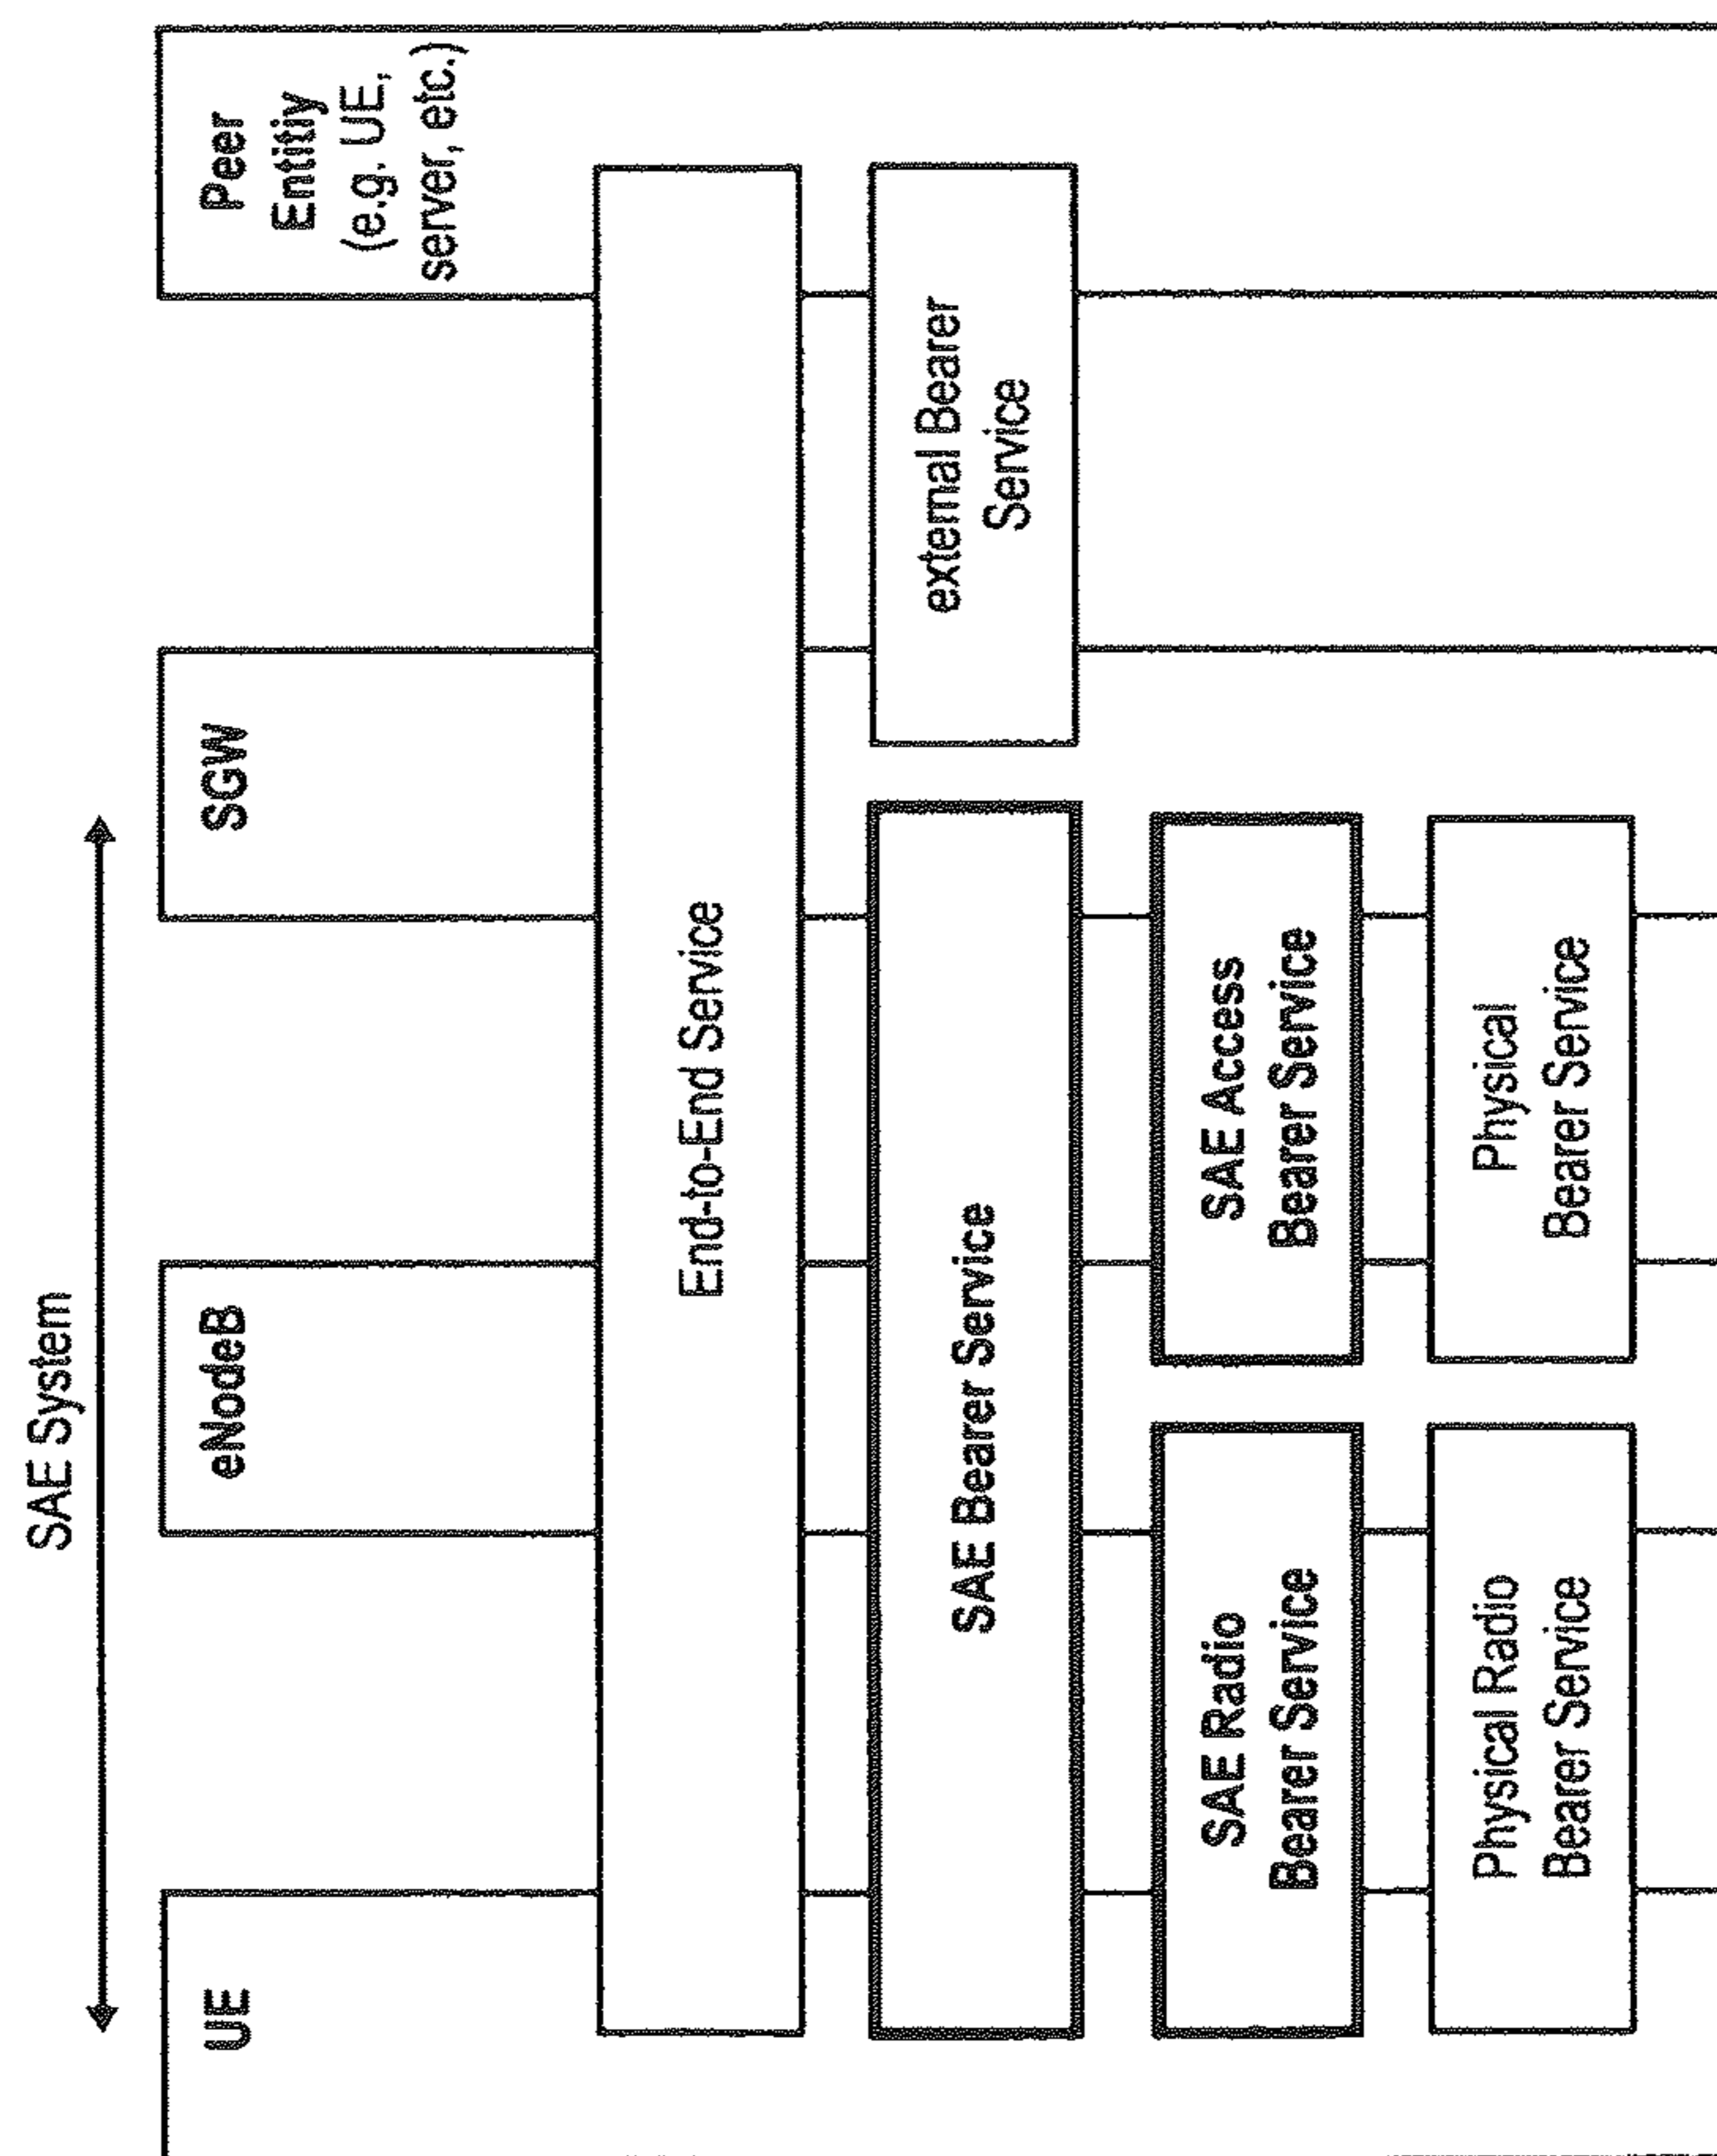 SAE System
UE
eNodeB
SGW
Peer
Entitiy
(e.g. UE,
server, etc.)
End-to-End Service
SAE Bearer Service
external Bearer
Service
SAE Radio
Bearer Service
SAE Access
Bearer Service
Physical Radio
Bearer Service
Physical
Bearer Service